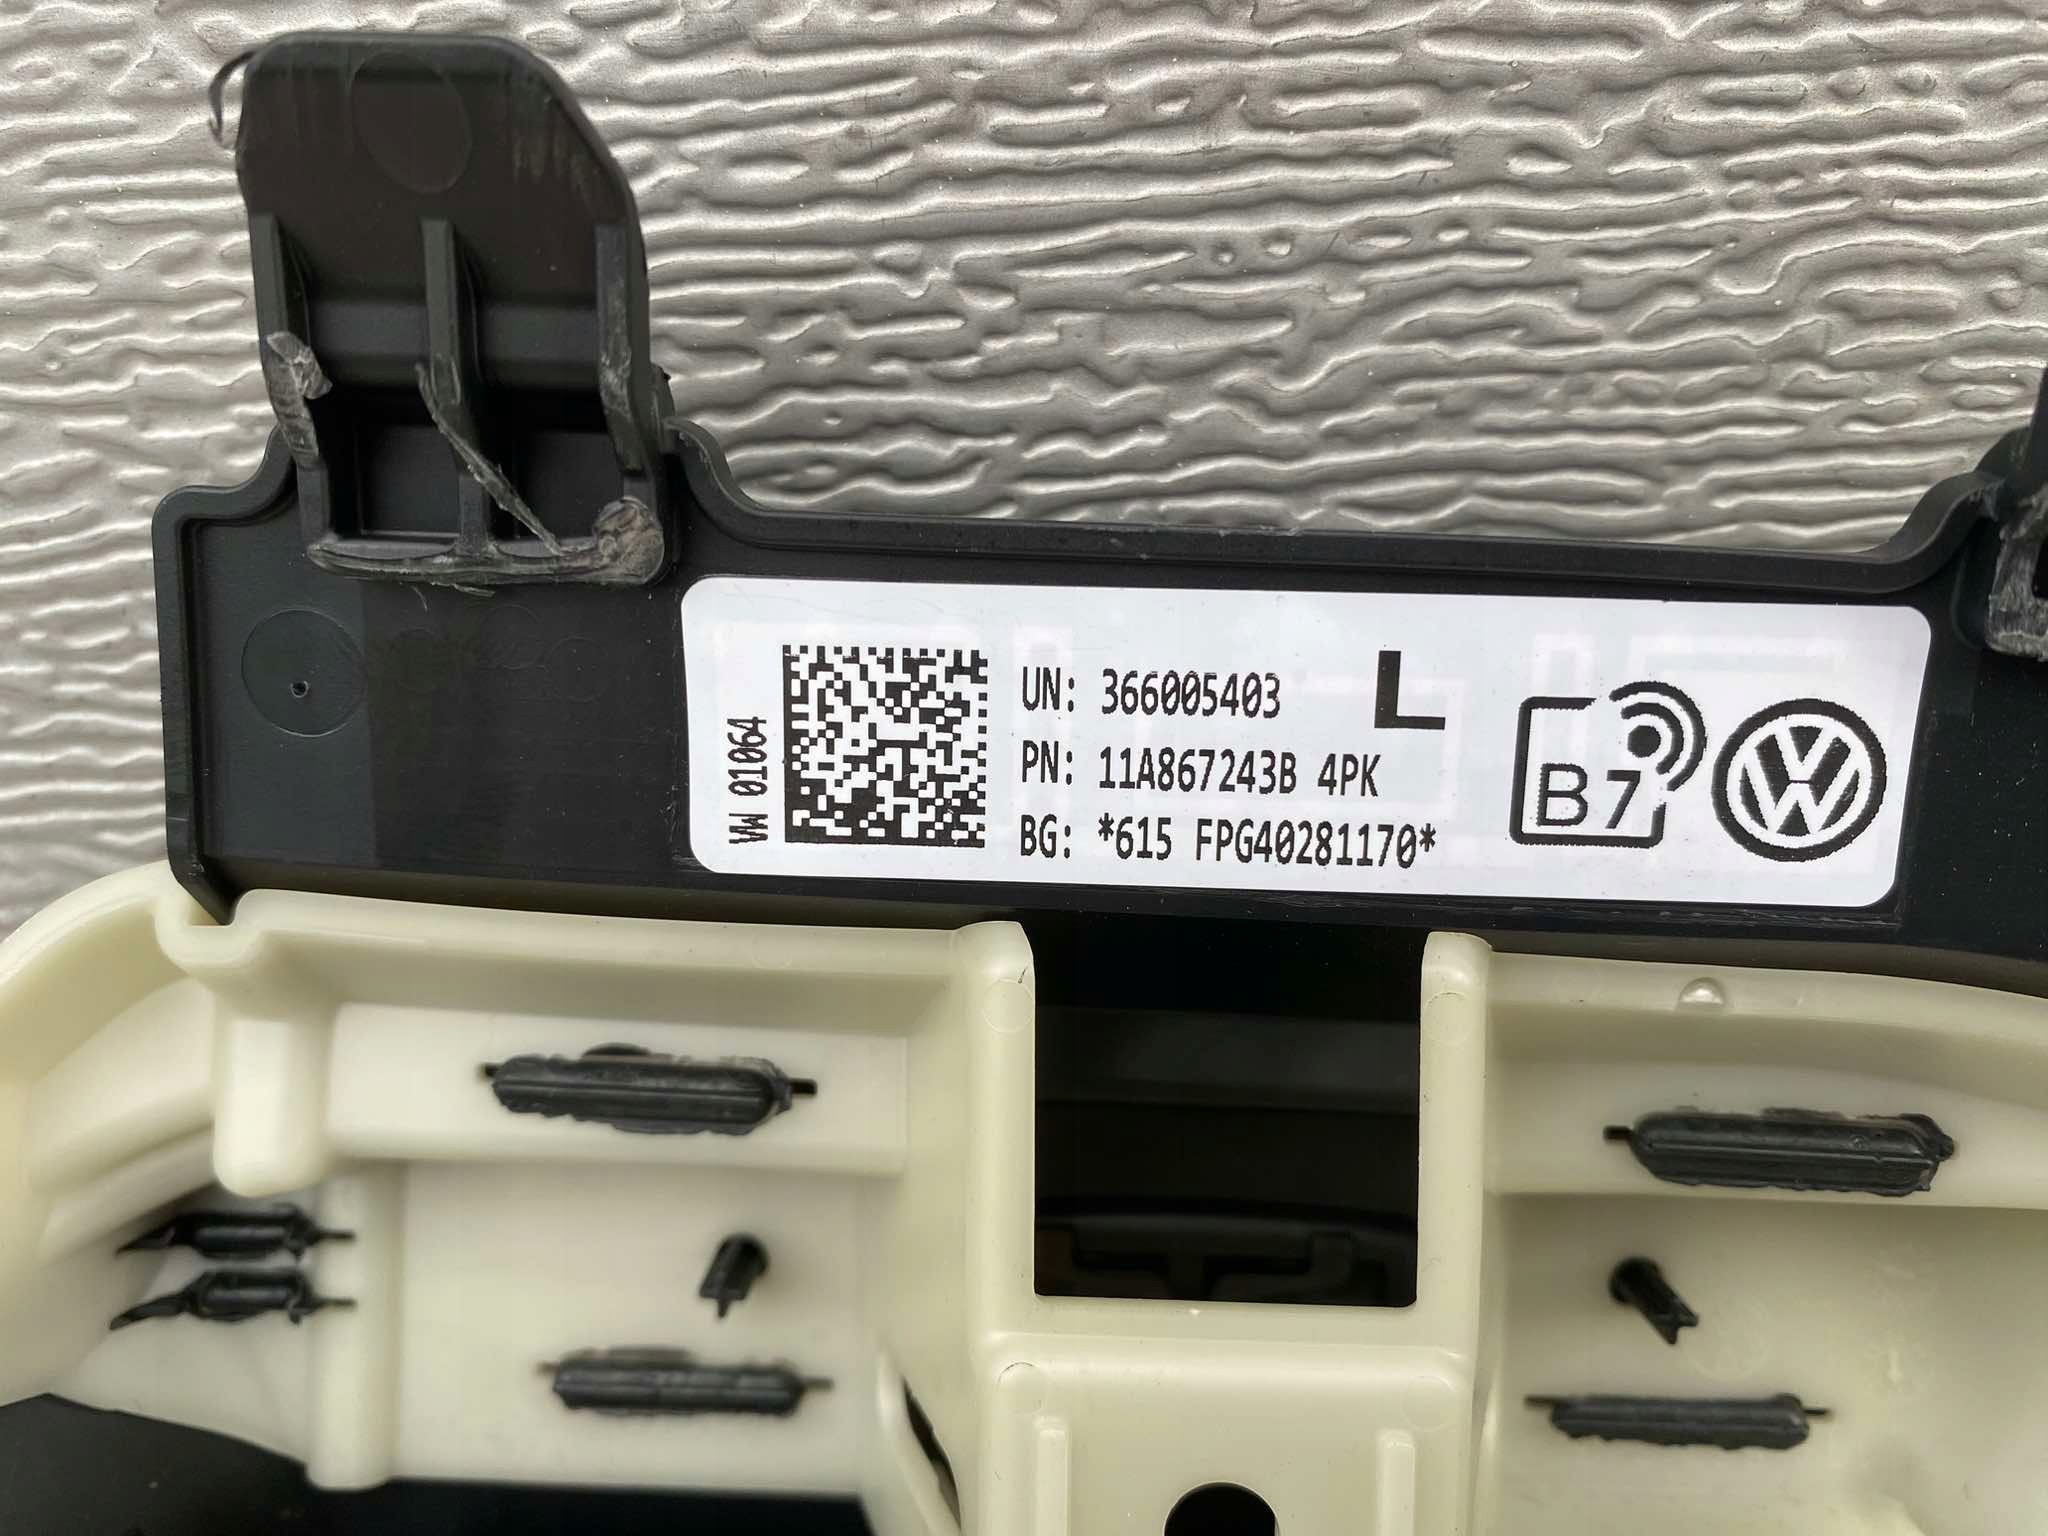 VW 01064
UN: 366005403
L
PN: 11A867243B 4PK
BG: *615 FPG40281170*
B7